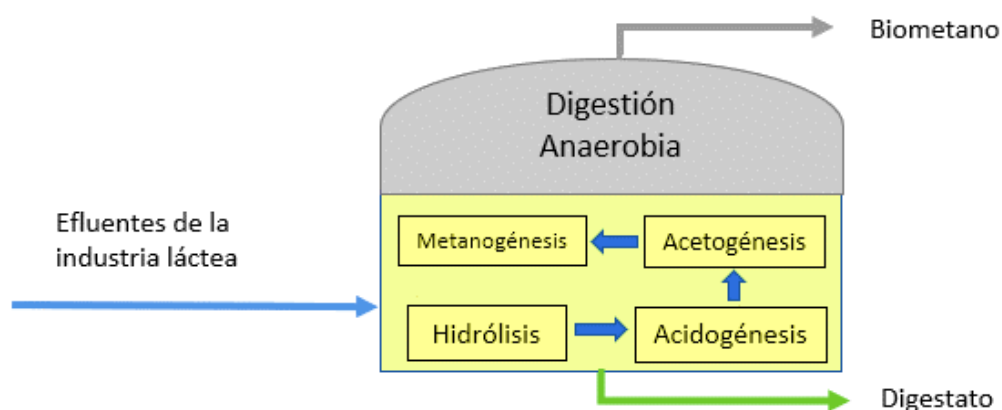 Biometano
Digestión
Anaerobia
Efluentes de la
industria láctea
Metanogénesis
Acetogénesis
Hidrólisis
Acidogénesis
Digestato